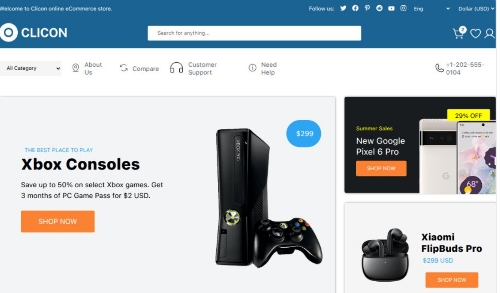 Welcome to Clicon online eCommerce store.
Follow us:
Eng
Dollar (USD)
CLICON
Search for anything...
All Category
About
Us
Compare
Customer
Support
Need
Help
+1-202-555-
0104
THE BEST PLACE TO PLAY
Xbox Consoles
Save up to 50% on select Xbox games. Get
3 months of PC Game Pass for $2 USD.
SHOP NOW
$299
29% OFF
Summer Sales
New Google
Pixel 6 Pro
SHOP NOW
68°
Xiaomi
FlipBuds Pro
$299 USD
SHOP NOW